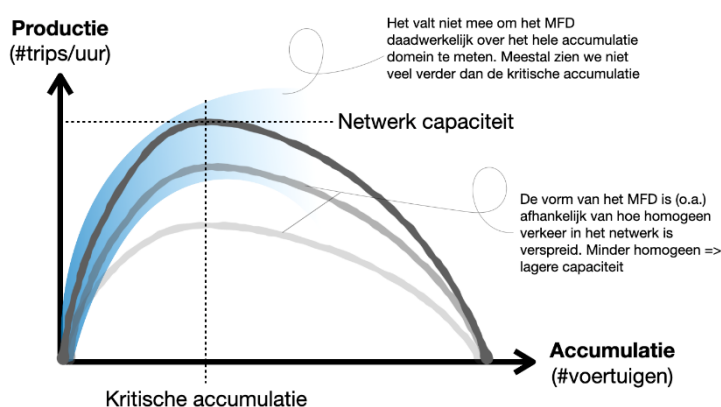 Productie
(#trips/uur)
Het valt niet mee om het MFD
daadwerkelijk over het hele accumulatie
domein te meten. Meestal zien we niet
veel verder dan de kritische accumulatie
Netwerk capaciteit
De vorm van het MFD is (o.a.)
afhankelijk van hoe homogeen
verkeer in het netwerk is
verspreid. Minder homogeen =>
lagere capaciteit
Accumulatie
(#voertuigen)
Kritische accumulatie